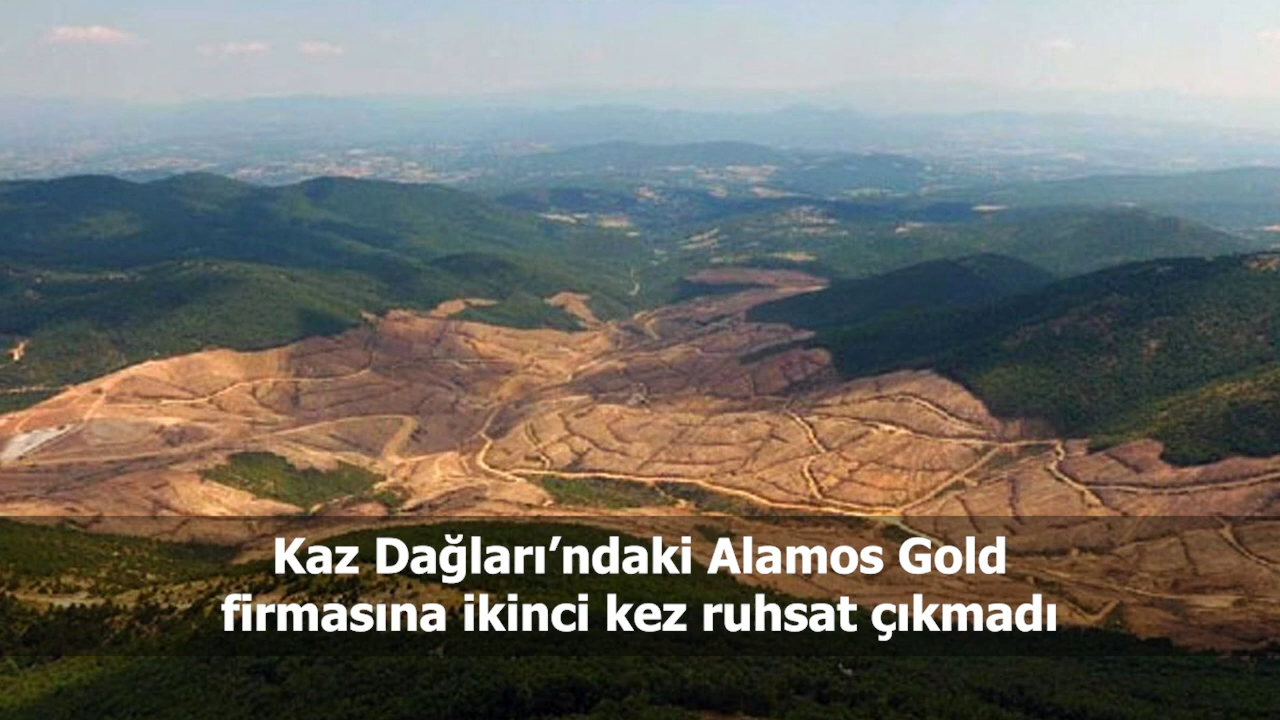 Kaz Dağları’ndaki Alamos Gold
firmasına ikinci kez ruhsat çıkmadı